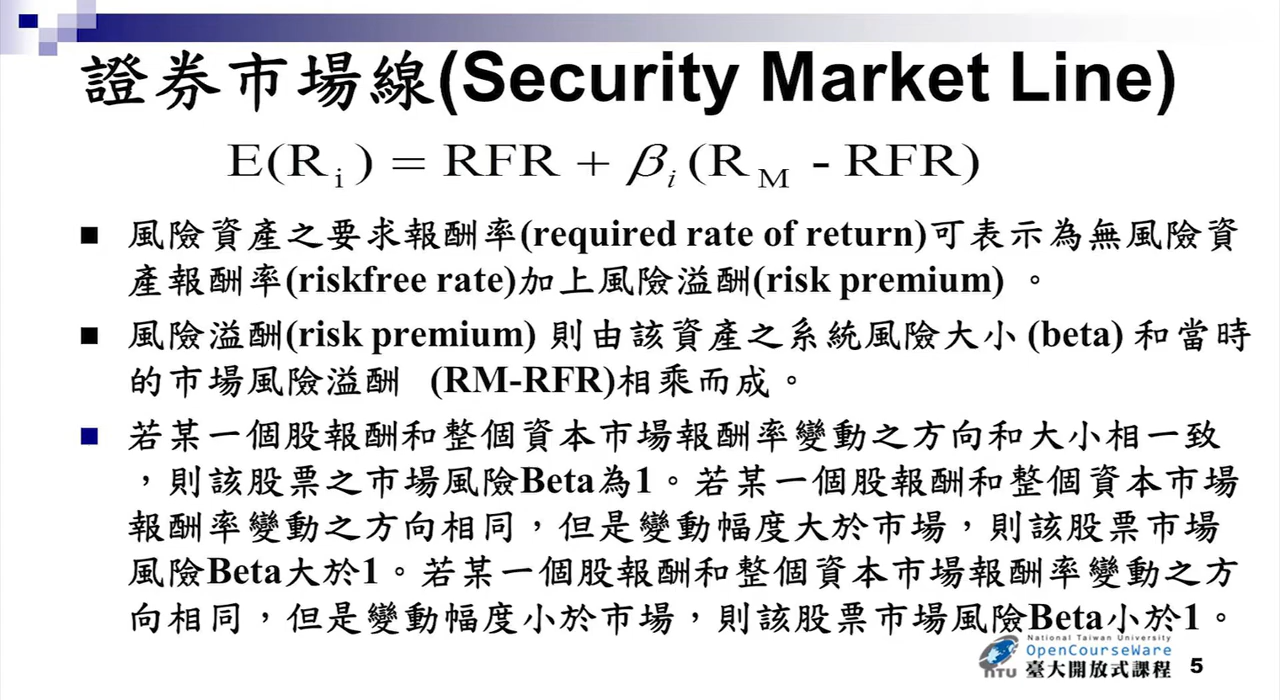 證券市場線(Security Market Line)
E(Rᵢ) = RFR + βᵢ(R_M - RFR)
■ 風險資產之要求報酬率(required rate of return)可表示為無風險資
產報酬率(riskfree rate)加上風險溢酬(risk premium) 。
■ 風險溢酬(risk premium) 則由該資產之系統風險大小 (beta) 和當時
的市場風險溢酬 (RM-RFR)相乘而成。
■ 若某一個股報酬和整個資本市場報酬率變動之方向和大小相一致
，則該股票之市場風險Beta為1。若某一個股報酬和整個資本市場
報酬率變動之方向相同，但是變動幅度大於市場，則該股票市場
風險Beta大於1。若某一個股報酬和整個資本市場報酬率變動之方
向相同，但是變動幅度小於市場，則該股票市場風險Beta小於1。
National Taiwan University
OpenCourseWare
NTU 臺大開放式課程 5